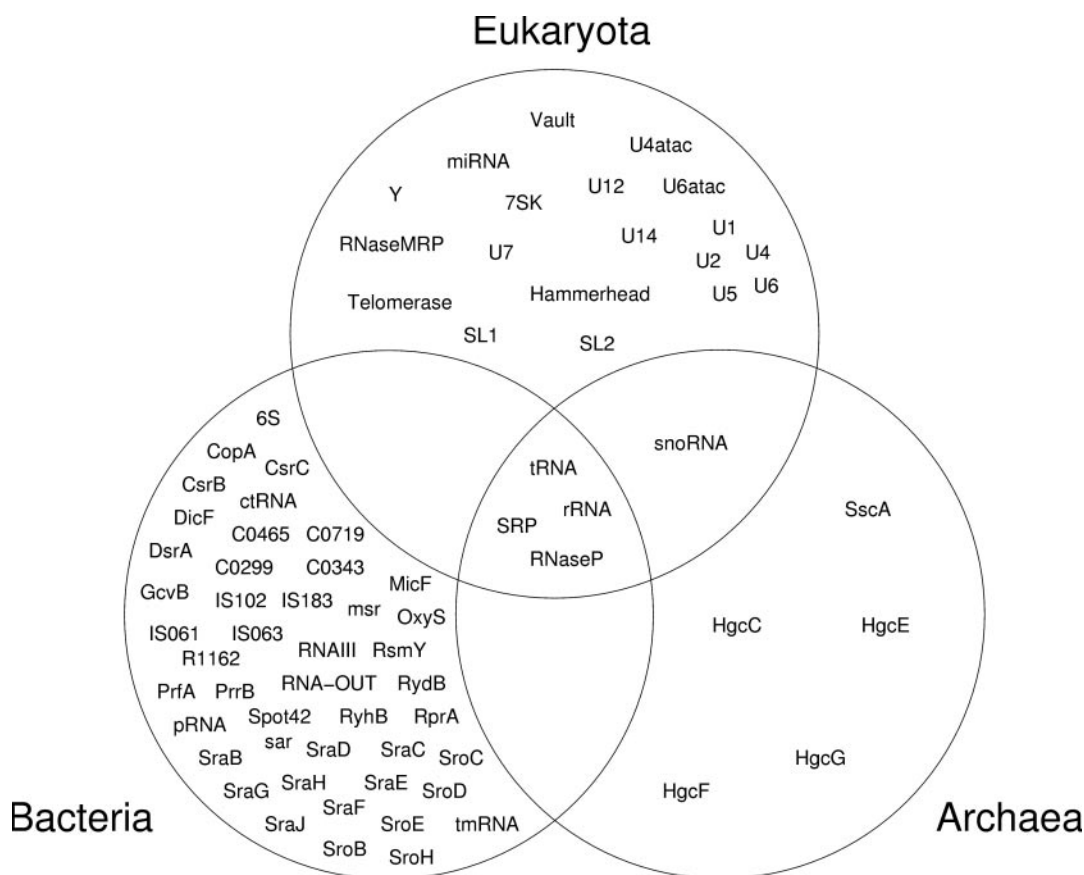 Eukaryota
Vault
U4atac
miRNA
Y
7SK
U12
U6atac
RNaseMRP
U7
U14
U1
U2
U4
Telomerase
Hammerhead
U5
U6
SL1
SL2
6S
CopA
CsrC
CsrB
ctRNA
DicF
C0465
C0719
DsrA
C0299
C0343
GcvB
IS102
IS183
msr
MicF
OxyS
IS061
IS063
R1162
RNAIII
RsmY
PrfA
PrrB
RNA-OUT
RydB
pRNA
Spot42
RyhB
RprA
SraB
sar
SraD
SraC
SroC
SraG
SraH
SraE
SroD
SraJ
SraF
SroE
tmRNA
SroB
SroH
tRNA
SRP
rRNA
RNaseP
snoRNA
SscA
HgcC
HgcE
HgcG
HgcF
Bacteria
Archaea